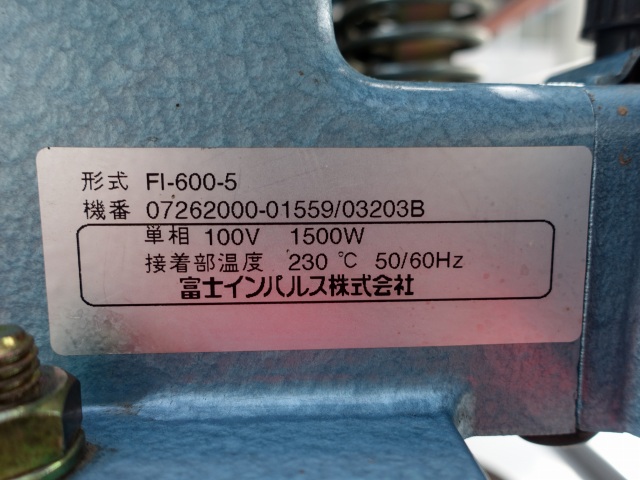 形式 FI-600-5
機番 07262000-01559/03203B
単相 100V 1500W
接着部温度 230 ℃ 50/60Hz
富士インパルス株式会社